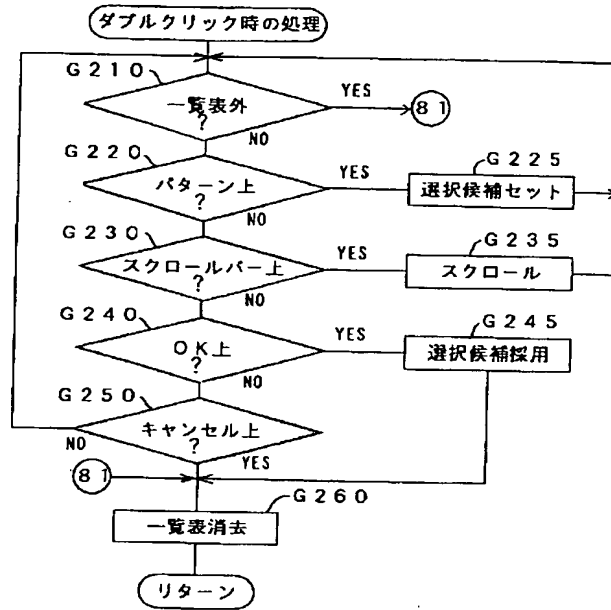 ダブルクリック時の処理
G210
一覧表外
?
YES
81
NO
G220
パターン上
?
YES
G225
選択候補セット
NO
G230
スクロールバー上
?
YES
G235
スクロール
NO
G240
OK上
?
YES
G245
選択候補採用
NO
G250
キャンセル上
?
NO
YES
81
G260
一覧表消去
リターン